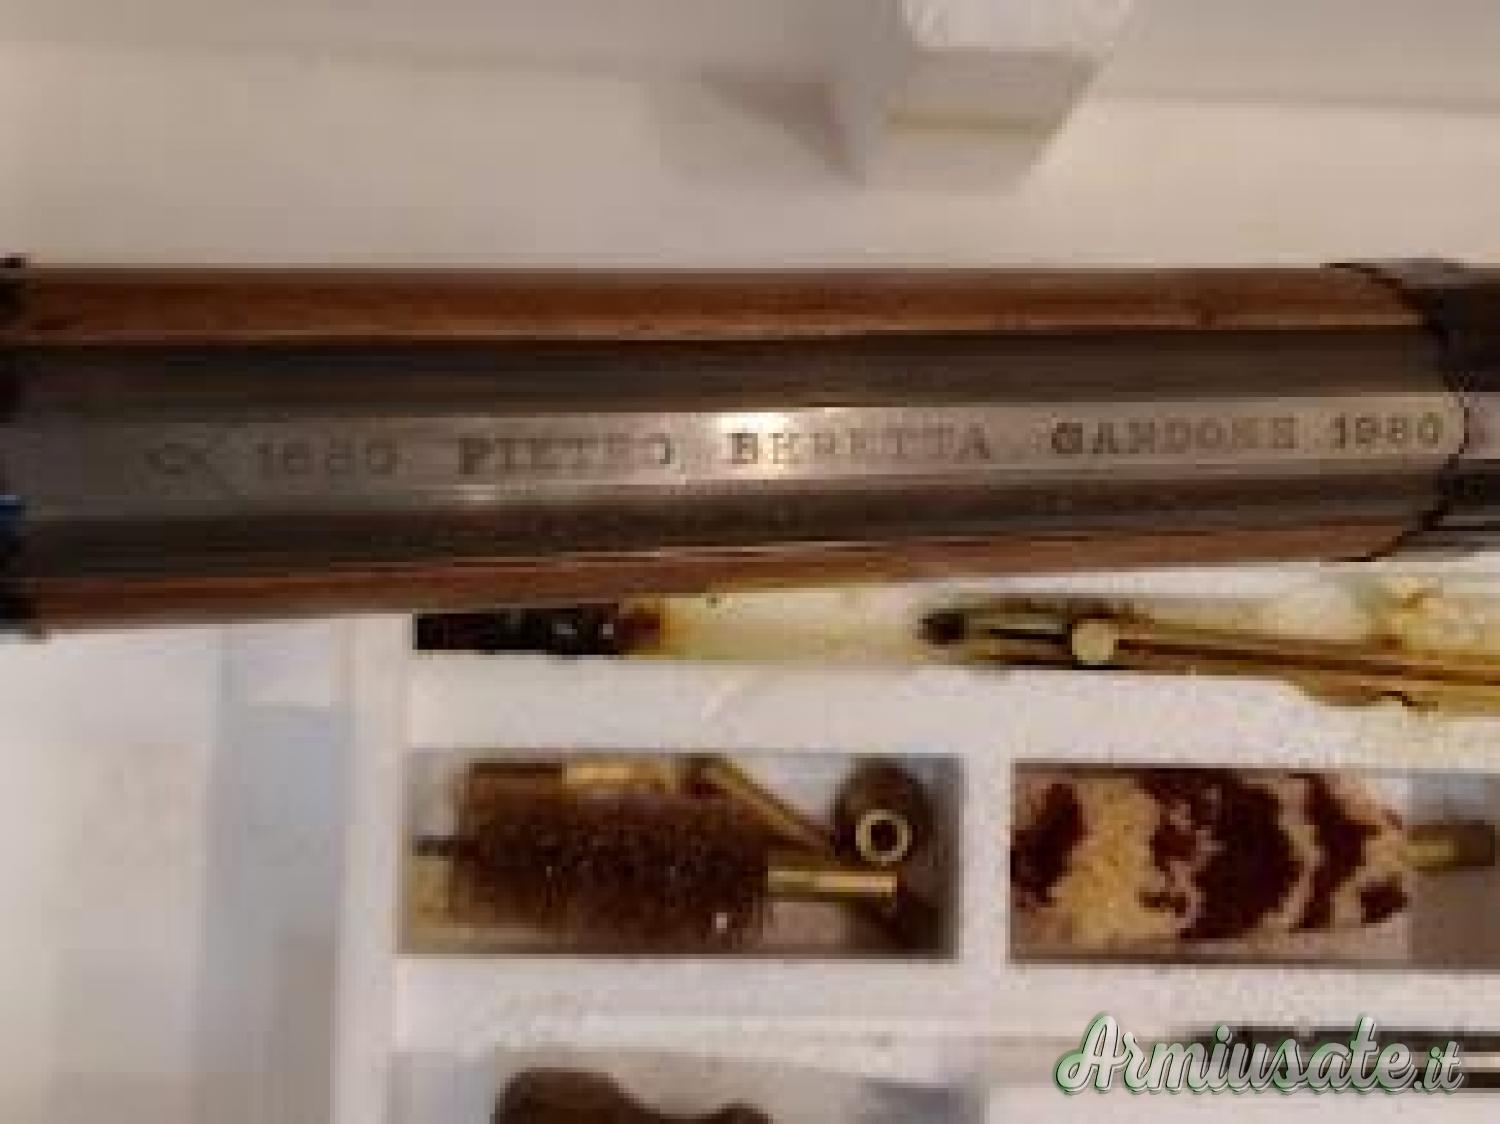 1680 PIETRO BERETTA GARDONE 1980
Armiusate.it